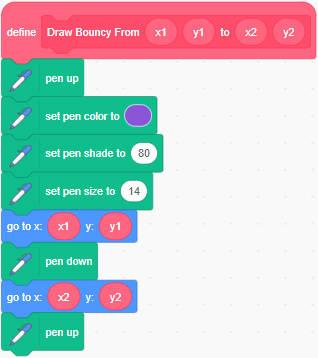 define Draw Bouncy From x1 y1 to x2 y2
pen up
set pen color to
set pen shade to 80
set pen size to 14
go to x: x1 y: y1
pen down
go to x: x2 y: y2
pen up